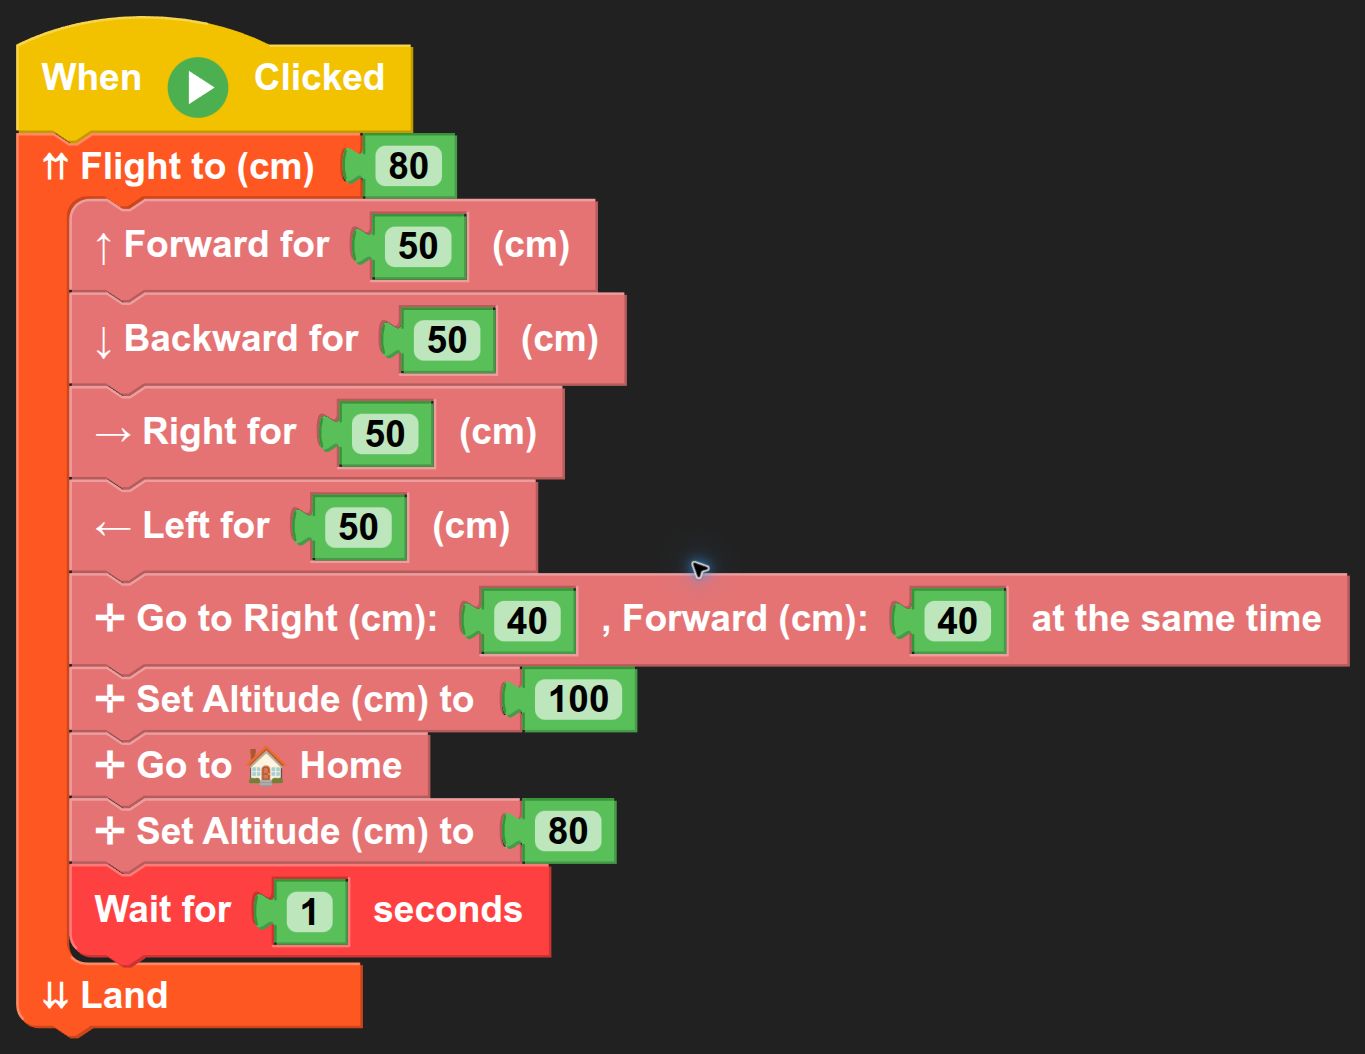 When Clicked
⇈ Flight to (cm) 80
↑ Forward for 50 (cm)
↓ Backward for 50 (cm)
→ Right for 50 (cm)
← Left for 50 (cm)
✛ Go to Right (cm): 40 , Forward (cm): 40 at the same time
✛ Set Altitude (cm) to 100
✛ Go to 🏠 Home
✛ Set Altitude (cm) to 80
Wait for 1 seconds
⇊ Land